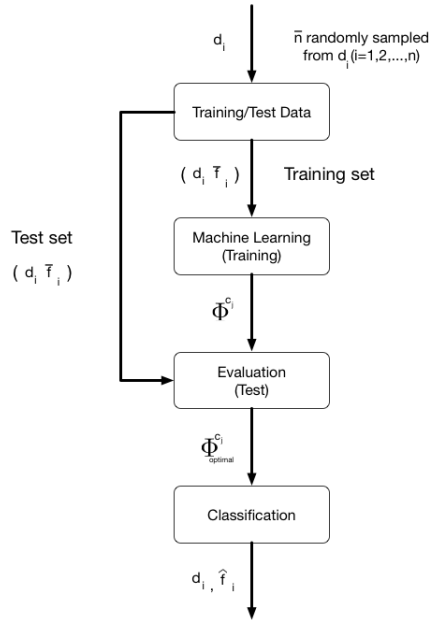 d_i
n̄ randomly sampled
from d_i(i=1,2,...,n)
Training/Test Data
( d_i f̄_i )
Training set
Test set
( d_i f̄_i )
Machine Learning
(Training)
Φ^{c_i}
Evaluation
(Test)
Φ^{c_i}_{optimal}
Classification
d_i , f̂_i